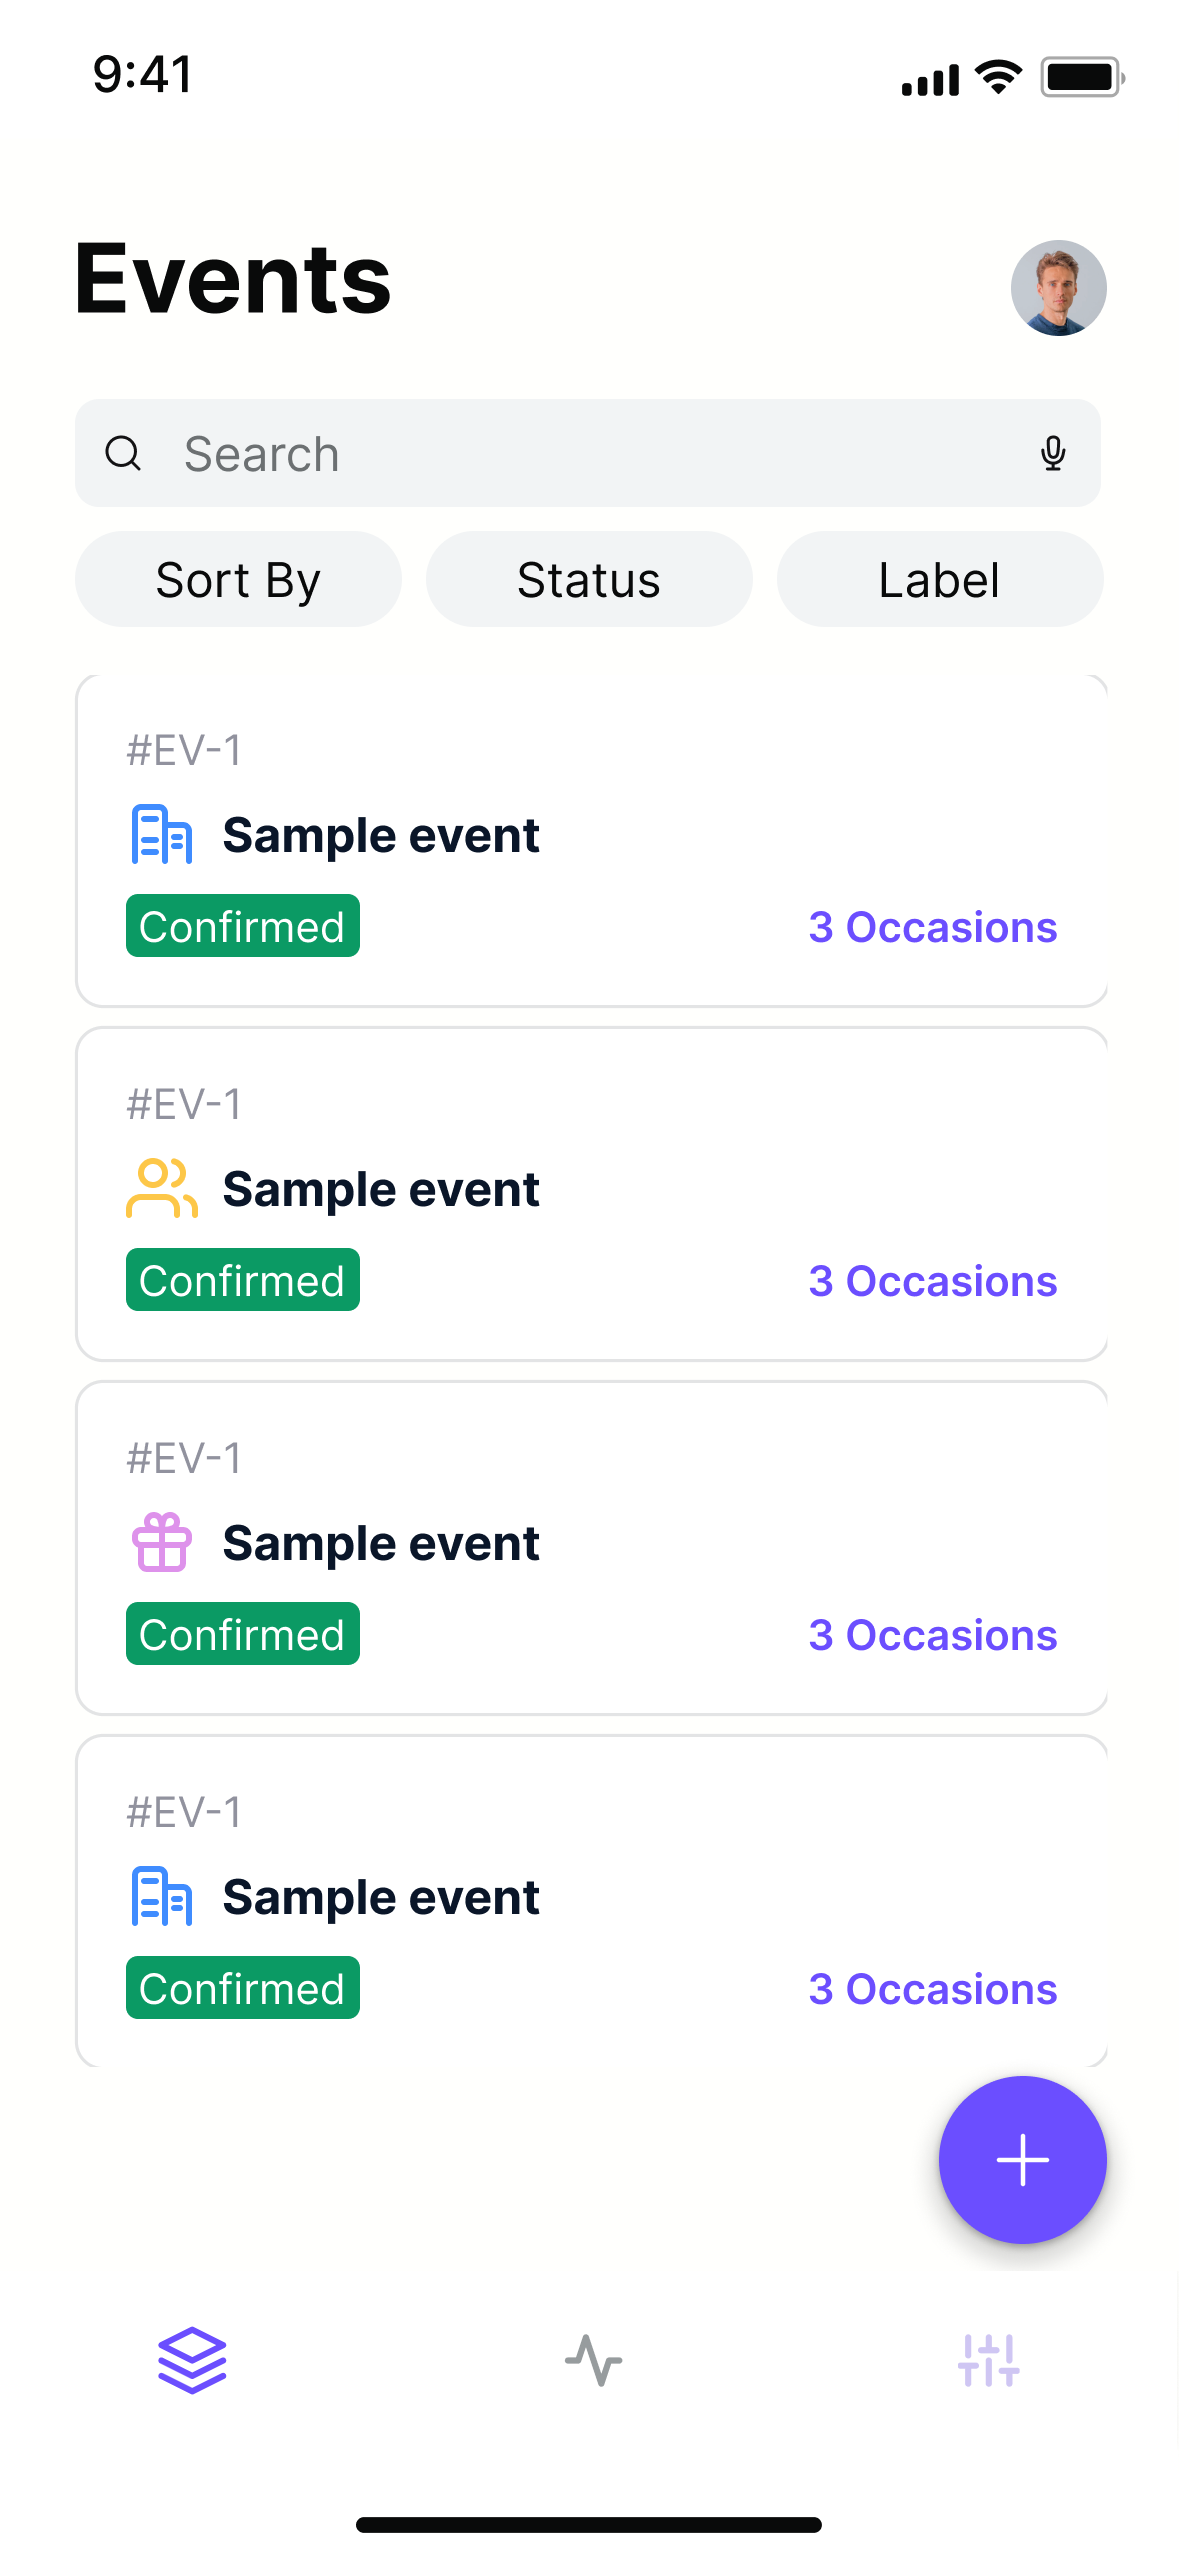 9:41
Events
Search
Sort By
Status
Label
#EV-1
Sample event
Confirmed
3 Occasions
#EV-1
Sample event
Confirmed
3 Occasions
#EV-1
Sample event
Confirmed
3 Occasions
#EV-1
Sample event
Confirmed
3 Occasions